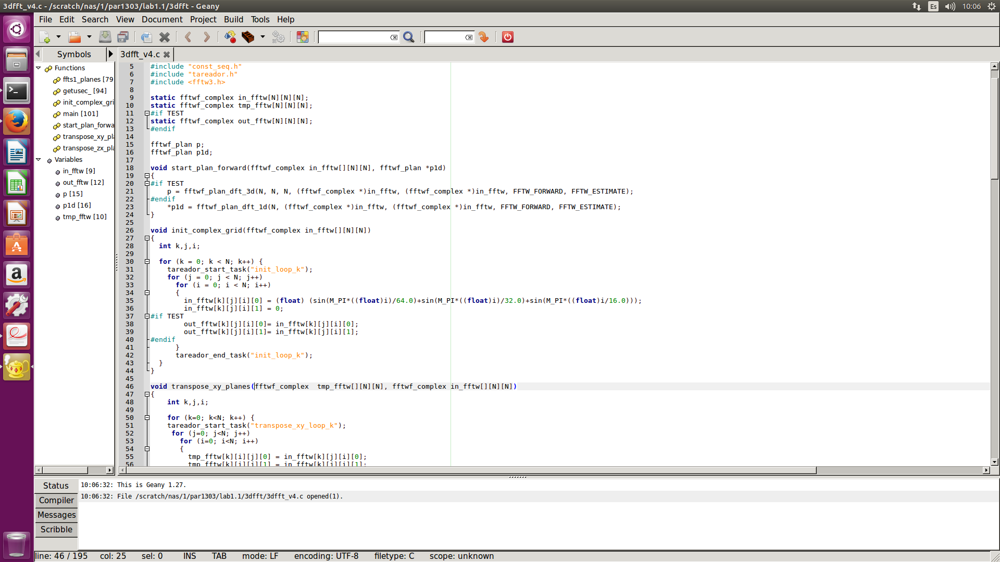 3dfft_v4.c - /scratch/nas/1/par1303/lab1.1/3dfft - Geany
Es
10:06
File Edit Search View Document Project Build Tools Help
Symbols
3dfft_v4.c
Functions
ffts1_planes [79
getusec_ [94]
init_complex_gri
main [101]
start_plan_forwa
transpose_xy_pla
transpose_zx_pla
Variables
in_fftw [9]
out_fftw [12]
p [15]
p1d [16]
tmp_fftw [10]
5 #include "const_seq.h"
6 #include "tareador.h"
7 #include <fftw3.h>
8
9 static fftwf_complex in_fftw[N][N][N];
10 static fftwf_complex tmp_fftw[N][N][N];
11 #if TEST
12 static fftwf_complex out_fftw[N][N][N];
13 #endif
14
15 fftwf_plan p;
16 fftwf_plan p1d;
17
18 void start_plan_forward(fftwf_complex in_fftw[][N][N], fftwf_plan *p1d)
19 {
20 #if TEST
21 p = fftwf_plan_dft_3d(N, N, N, (fftwf_complex *)in_fftw, (fftwf_complex *)in_fftw, FFTW_FORWARD, FFTW_ESTIMATE);
22 #endif
23 *p1d = fftwf_plan_dft_1d(N, (fftwf_complex *)in_fftw, (fftwf_complex *)in_fftw, FFTW_FORWARD, FFTW_ESTIMATE);
24 }
25
26 void init_complex_grid(fftwf_complex in_fftw[][N][N])
27 {
28 int k,j,i;
29
30 for (k = 0; k < N; k++) {
31 tareador_start_task("init_loop_k");
32 for (j = 0; j < N; j++)
33 for (i = 0; i < N; i++)
34 {
35 in_fftw[k][j][i][0] = (float) (sin(M_PI*((float)i)/64.0)+sin(M_PI*((float)i)/32.0)+sin(M_PI*((float)i/16.0)));
36 in_fftw[k][j][i][1] = 0;
37 #if TEST
38 out_fftw[k][j][i][0]= in_fftw[k][j][i][0];
39 out_fftw[k][j][i][1]= in_fftw[k][j][i][1];
40 #endif
41 }
42 tareador_end_task("init_loop_k");
43 }
44 }
45
46 void transpose_xy_planes(fftwf_complex  tmp_fftw[][N][N], fftwf_complex in_fftw[][N][N])
47 {
48 int k,j,i;
49
50 for (k=0; k<N; k++) {
51 tareador_start_task("transpose_xy_loop_k");
52 for (j=0; j<N; j++)
53 for (i=0; i<N; i++)
54 {
55 tmp_fftw[k][i][j][0] = in_fftw[k][j][i][0];
56 tmp_fftw[k][i][j][1] = in_fftw[k][j][i][1];
Status
Compiler
Messages
Scribble
10:06:32: This is Geany 1.27.
10:06:32: File /scratch/nas/1/par1303/lab1.1/3dfft/3dfft_v4.c opened(1).
line: 46 / 195 col: 25 sel: 0 INS TAB mode: LF encoding: UTF-8 filetype: C scope: unknown